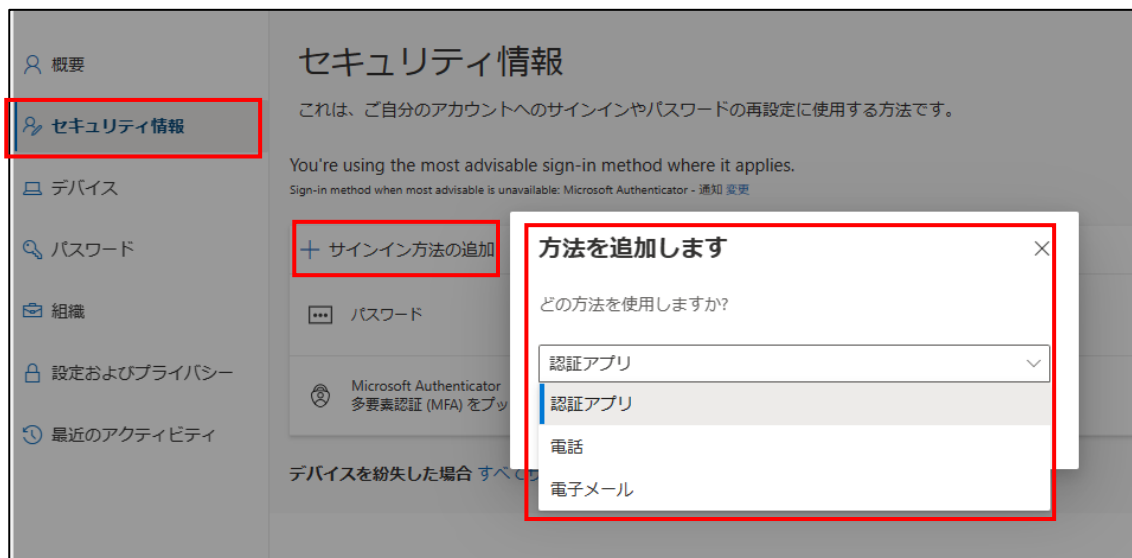 概要
セキュリティ情報
デバイス
パスワード
組織
設定およびプライバシー
最近のアクティビティ
セキュリティ情報
これは、ご自分のアカウントへのサインインやパスワードの再設定に使用する方法です。
You're using the most advisable sign-in method where it applies.
Sign-in method when most advisable is unavailable: Microsoft Authenticator - 通知 変更
サインイン方法の追加
パスワード
Microsoft Authenticator
多要素認証 (MFA) をプッ
デバイスを紛失した場合 すべて
方法を追加します
どの方法を使用しますか?
認証アプリ
認証アプリ
電話
電子メール